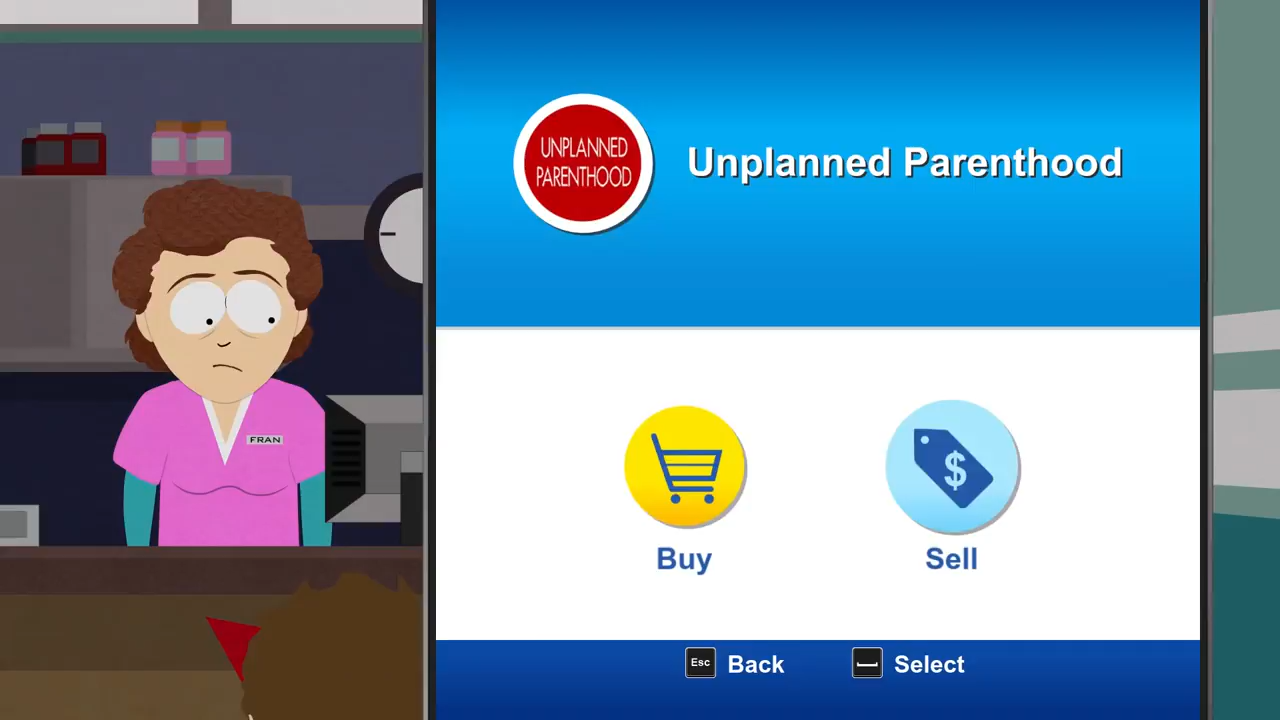 UNPLANNED
PARENTHOOD
Unplanned Parenthood
FRAN
Buy
Sell
Esc
Back
Select